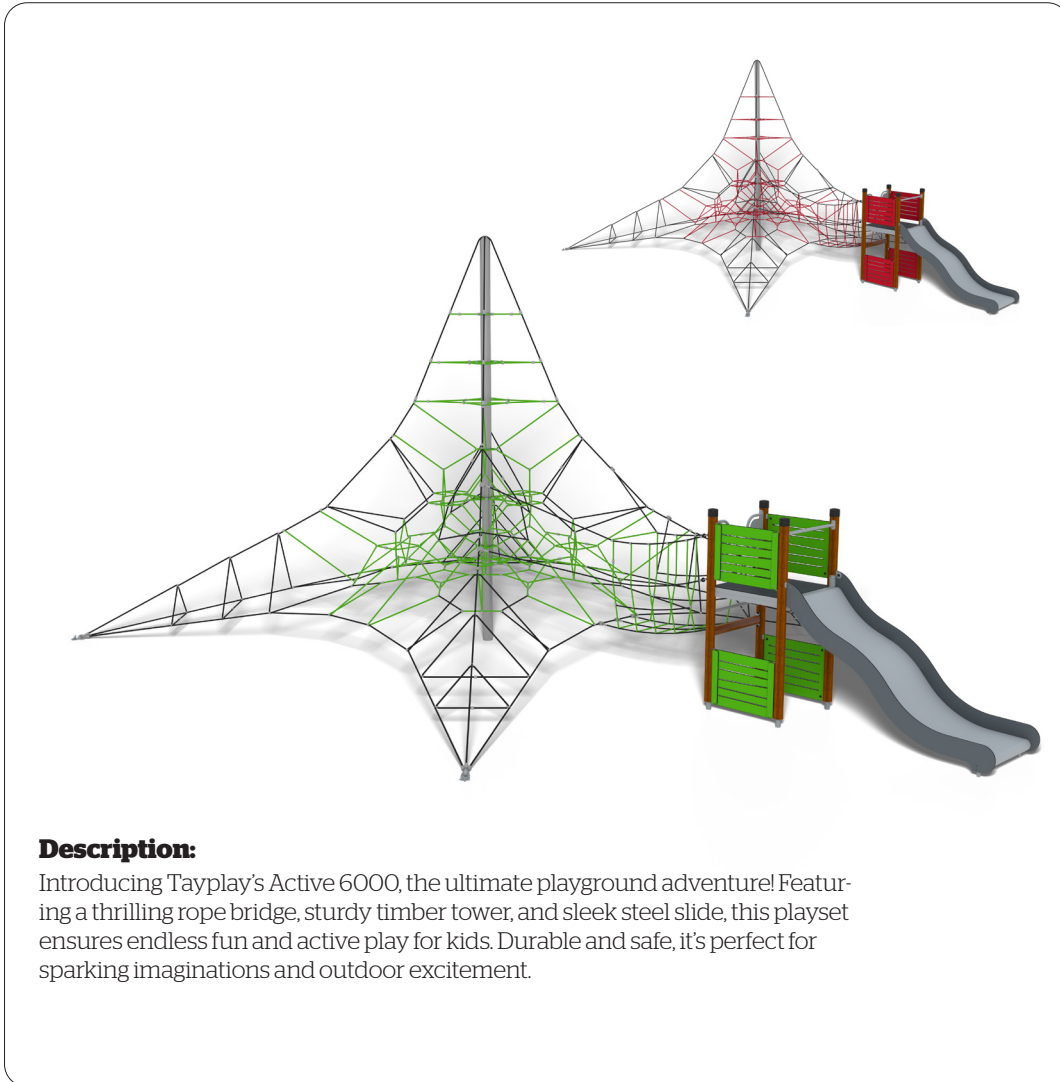 Description:
Introducing Tayplay’s Active 6000, the ultimate playground adventure! Featur-
ing a thrilling rope bridge, sturdy timber tower, and sleek steel slide, this playset
ensures endless fun and active play for kids. Durable and safe, it’s perfect for
sparking imaginations and outdoor excitement.